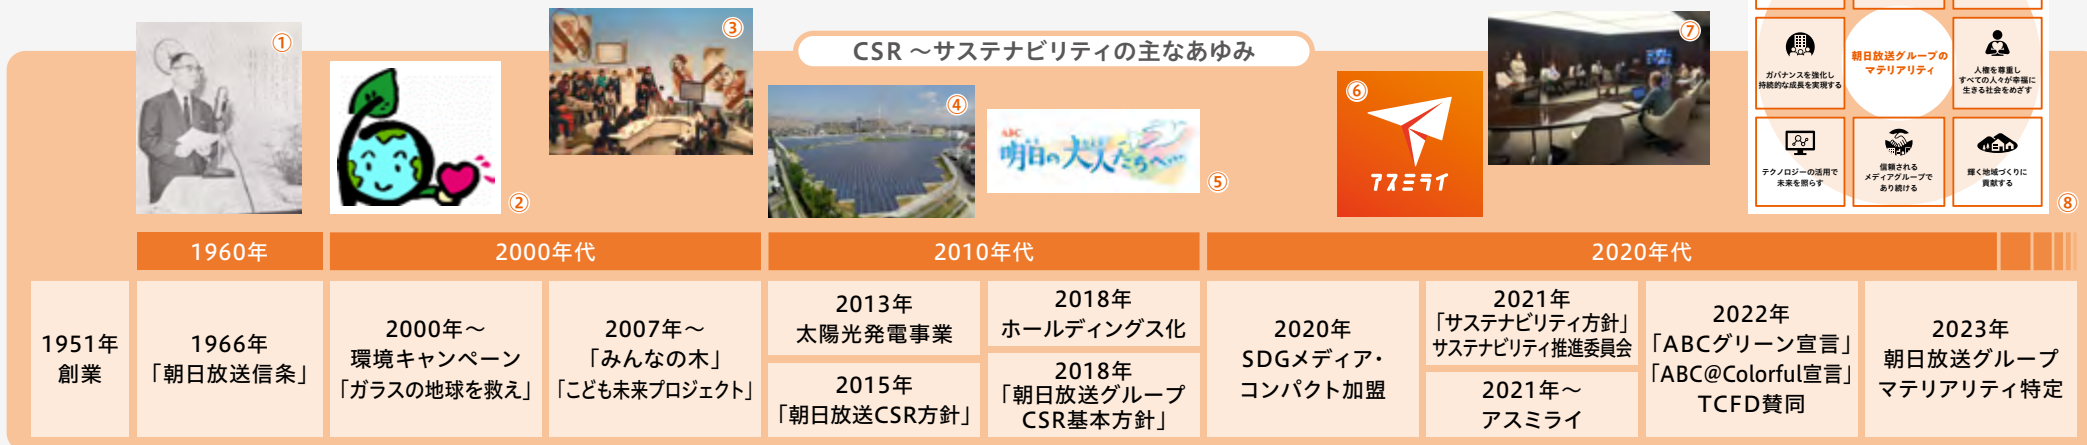 CSR ～サステナビリティの主なあゆみ
①
②
③
④
ABC
明日の大人たちへ…
⑤
⑥
アスミライ
⑦
ガバナンスを強化し
持続的な成長を実現する
朝日放送グループの
マテリアリティ
人権を尊重し
すべての人々が幸福に
生きる社会をめざす
テクノロジーの活用で
未来を照らす
信頼される
メディアグループで
あり続ける
輝く地域づくりに
貢献する
⑧
1960年
2000年代
2010年代
2020年代
1951年
創業
1966年
「朝日放送信条」
2000年～
環境キャンペーン
「ガラスの地球を救え」
2007年～
「みんなの木」
「こども未来プロジェクト」
2013年
太陽光発電事業
2015年
「朝日放送CSR方針」
2018年
ホールディングス化
2018年
「朝日放送グループ
CSR基本方針」
2020年
SDGメディア・
コンパクト加盟
2021年
「サステナビリティ方針」
サステナビリティ推進委員会
2021年～
アスミライ
2022年
「ABCグリーン宣言」
「ABC@Colorful宣言」
TCFD賛同
2023年
朝日放送グループ
マテリアリティ特定